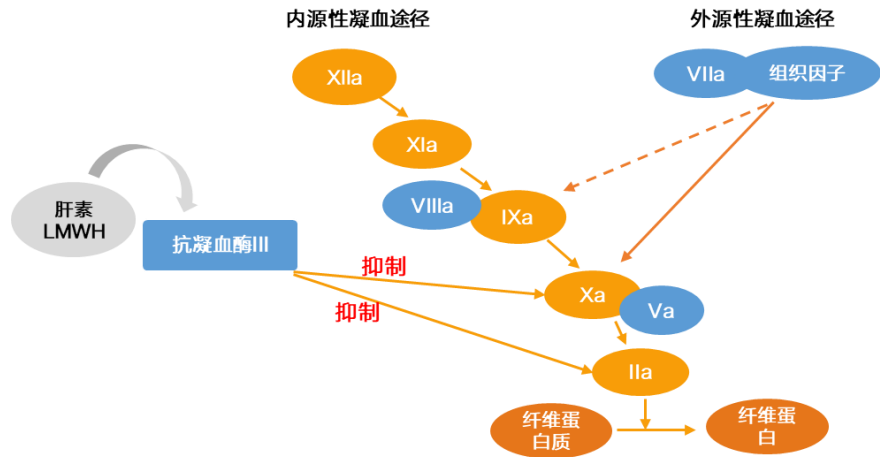 内源性凝血途径
外源性凝血途径
XIIa
VIIa
组织因子
XIa
VIIIa
IXa
肝素
LMWH
抗凝血酶III
抑制
Xa
Va
抑制
IIa
纤维蛋
白质
纤维蛋
白